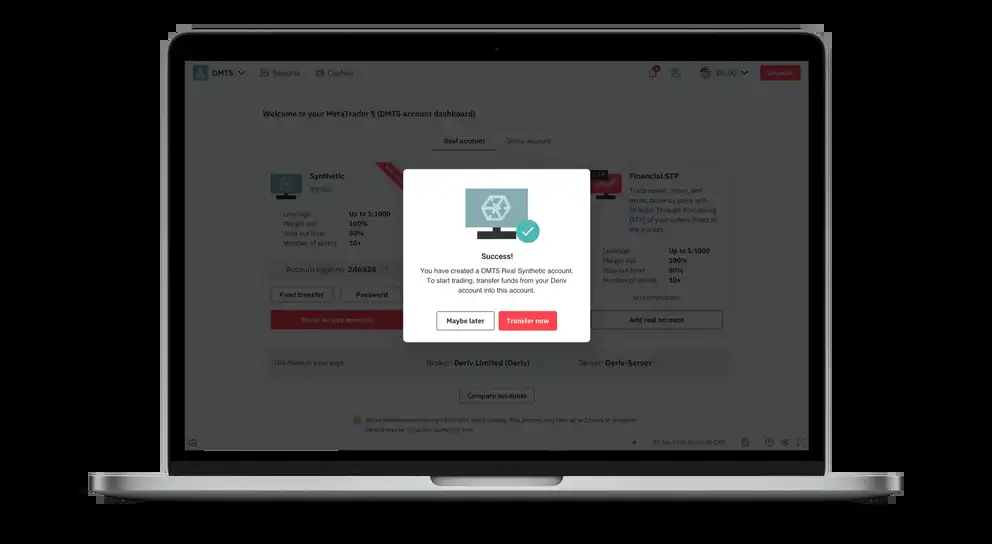 DMT5
Reports
Cashier
$0.00
Deposit
Welcome to your MetaTrader 5 (DMT5 account dashboard)
Real account
Demo account
Synthetic
Leverage Up to 1:1000
Margin call 100%
Stop out level 50%
Number of assets 10+
Account login no. 246528
Fund transfer
Password
Trade on web terminal
Success!
You have created a DMT5 Real Synthetic account.
To start trading, transfer funds from your Deriv
account into this account.
Maybe later
Transfer now
Financial STP
Leverage Up to 1:1000
Margin call 100%
Stop out level 50%
Number of assets 10+
No commission
Add real account
Broker: Deriv Limited (Deriv)
Server: Deriv-Server
Compare accounts